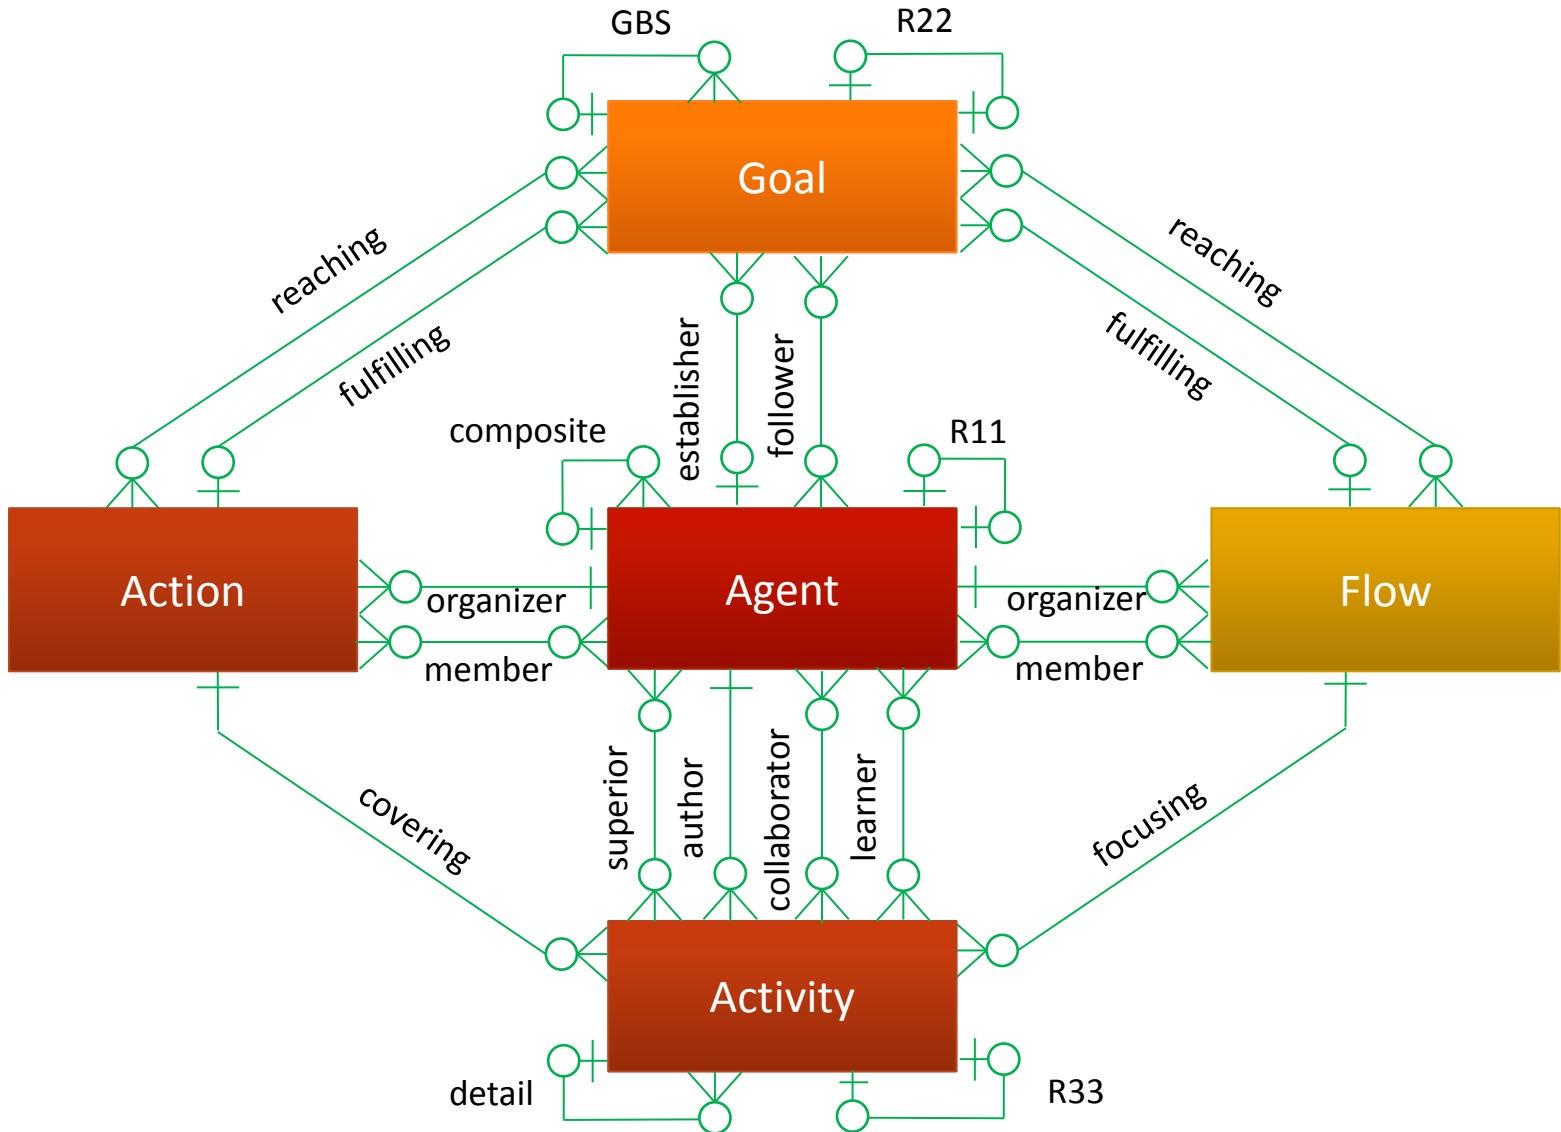 GBS
R22
Goal
reaching
reaching
fulfilling
fulfilling
establisher
follower
composite
R11
Action
Agent
Flow
organizer
organizer
member
member
superior
author
collaborator
learner
covering
focusing
Activity
detail
R33